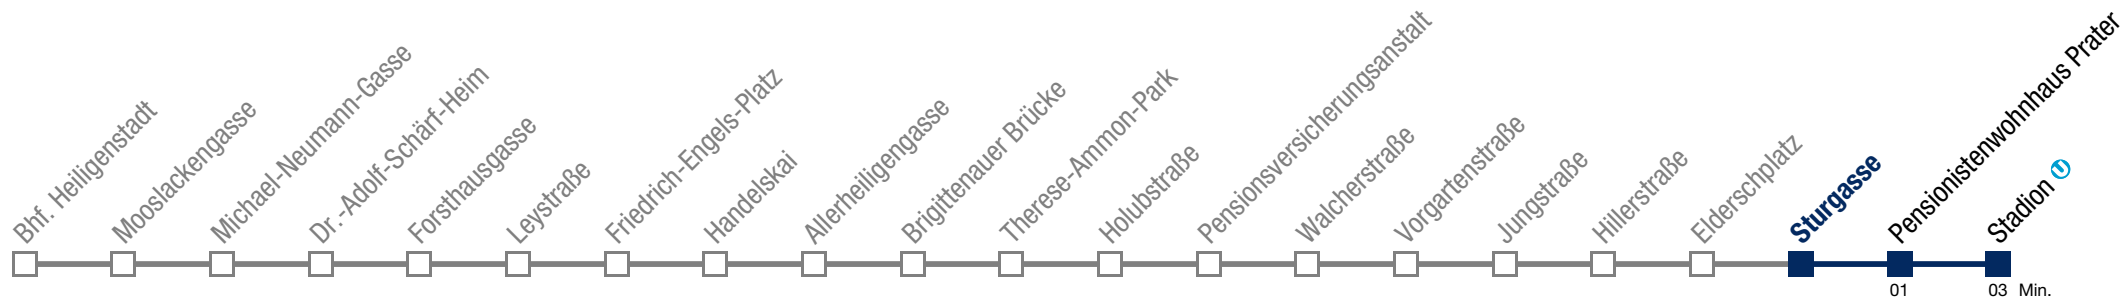 Bhf. Heiligenstadt
Mooslackengasse
Michael-Neumann-Gasse
Dr.-Adolf-Schärf-Heim
Forsthausgasse
Leystraße
Friedrich-Engels-Platz
Handelskai
Allerheiligengasse
Brigittenauer Brücke
Therese-Ammon-Park
Holubstraße
Pensionsversicherungsanstalt
Walcherstraße
Vorgartenstraße
Jungstraße
Hillerstraße
Elderschplatz
Sturgasse
Pensionistenwohnhaus Prater
Stadion U
01 03 Min.